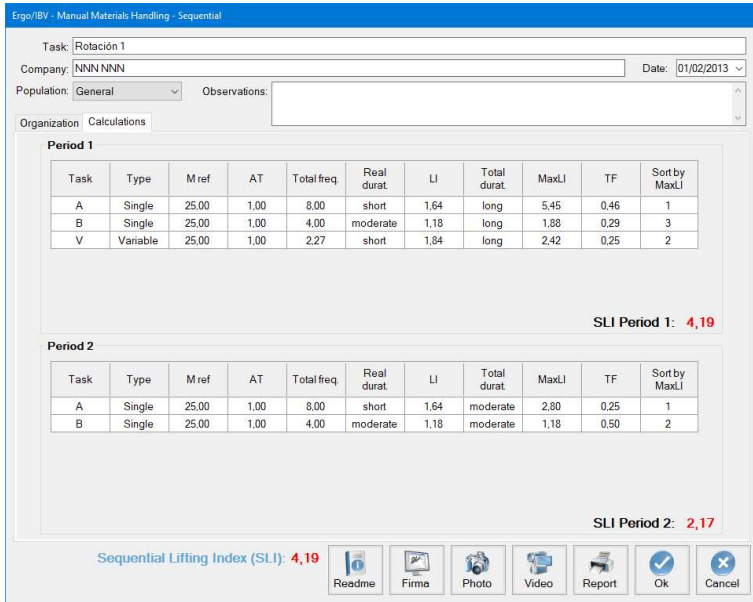 Ergo/IBV - Manual Materials Handling - Sequential
Task: Rotación 1
Company: NNN NNN Date: 01/02/2013
Population: General Observations:
Organization Calculations
Period 1
Task Type M ref AT Total freq. Real durat. LI Total durat. MaxLI TF Sort by MaxLI
A Single 25,00 1,00 8,00 short 1,64 long 5,45 0,46 1
B Single 25,00 1,00 4,00 moderate 1,18 long 1,88 0,29 3
V Variable 25,00 1,00 2,27 short 1,84 long 2,42 0,25 2
SLI Period 1: 4,19
Period 2
Task Type M ref AT Total freq. Real durat. LI Total durat. MaxLI TF Sort by MaxLI
A Single 25,00 1,00 8,00 short 1,64 moderate 2,80 0,25 1
B Single 25,00 1,00 4,00 moderate 1,18 moderate 1,18 0,50 2
SLI Period 2: 2,17
Sequential Lifting Index (SLI): 4,19
Readme Firma Photo Video Report Ok Cancel